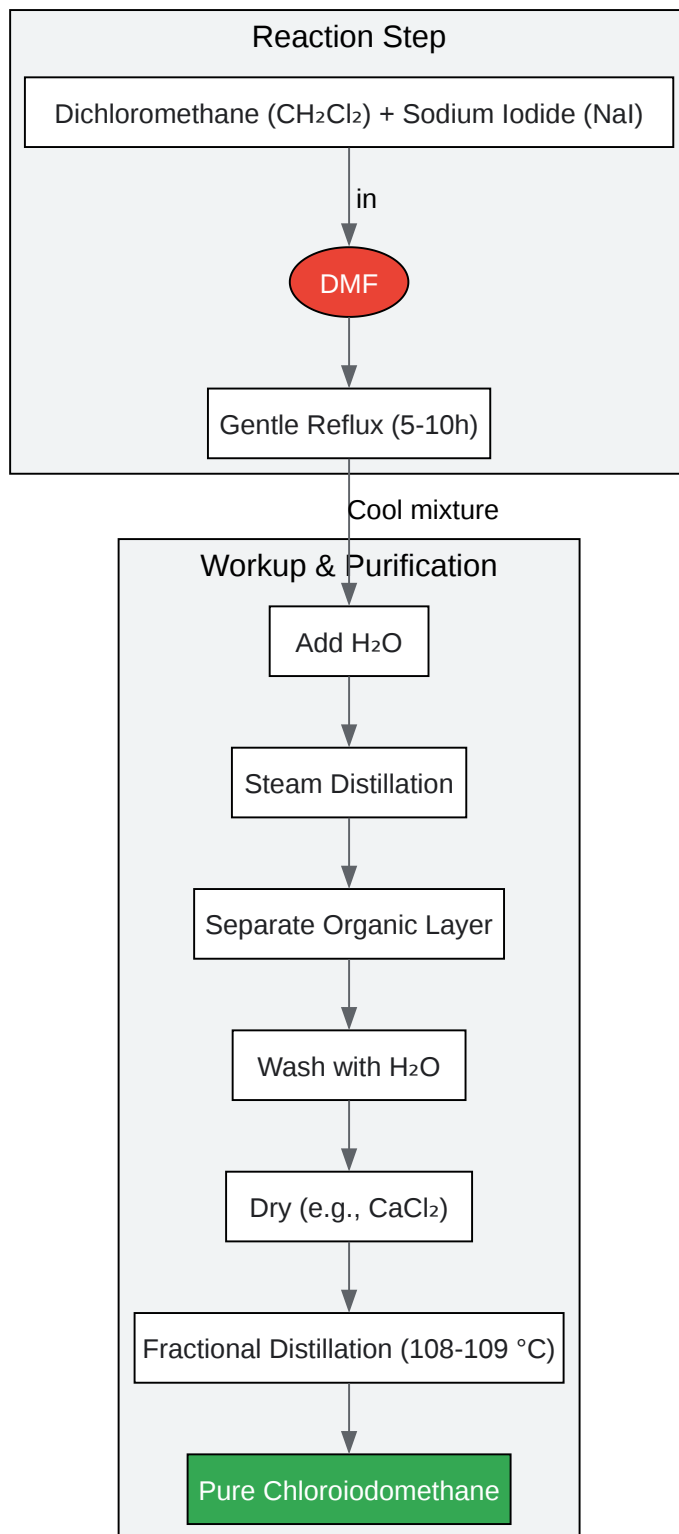 Reaction Step
Dichloromethane (CH₂Cl₂) + Sodium Iodide (NaI)
in
DMF
Gentle Reflux (5-10h)
Cool mixture
Workup & Purification
Add H₂O
Steam Distillation
Separate Organic Layer
Wash with H₂O
Dry (e.g., CaCl₂)
Fractional Distillation (108-109 °C)
Pure Chloroiodomethane